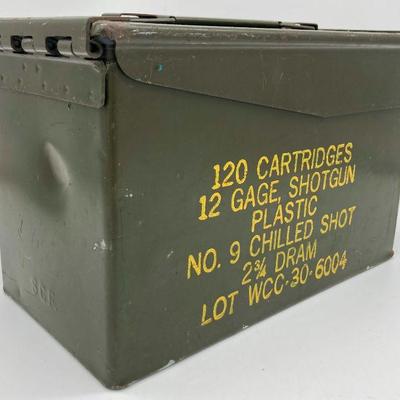 120 CARTRIDGES
12 GAGE, SHOTGUN
PLASTIC
NO. 9 CHILLED SHOT
2¾ DRAM
LOT WCC-30-6004